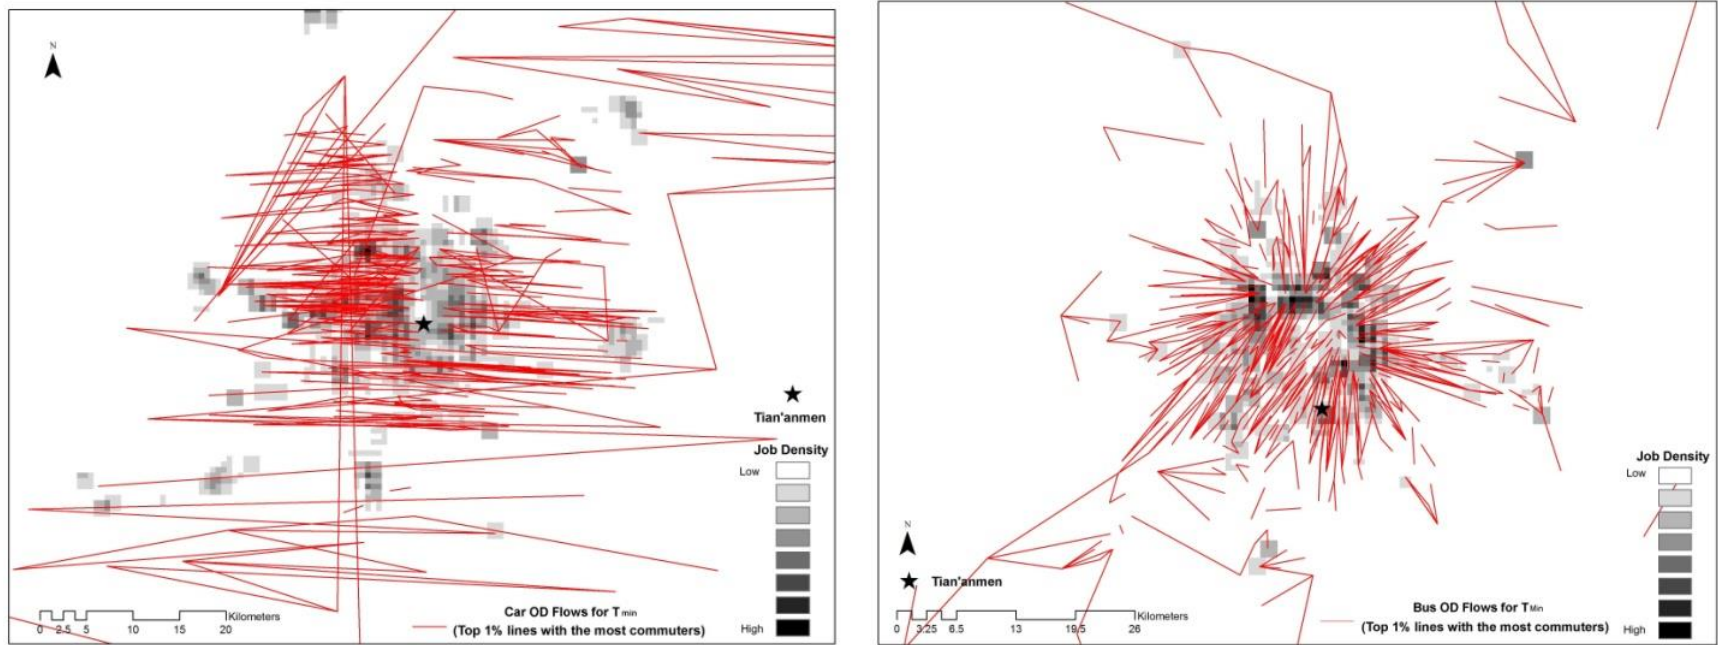 N
Tian'anmen
Job Density
Low
High
Kilometers
0 2.5 5 10 15 20
Car OD Flows for Tmin
(Top 1% lines with the most commuters)
Job Density
Low
High
N
Tian'anmen
Kilometers
0 3.25 6.5 13 19.5 26
Bus OD Flows for TMin
(Top 1% lines with the most commuters)